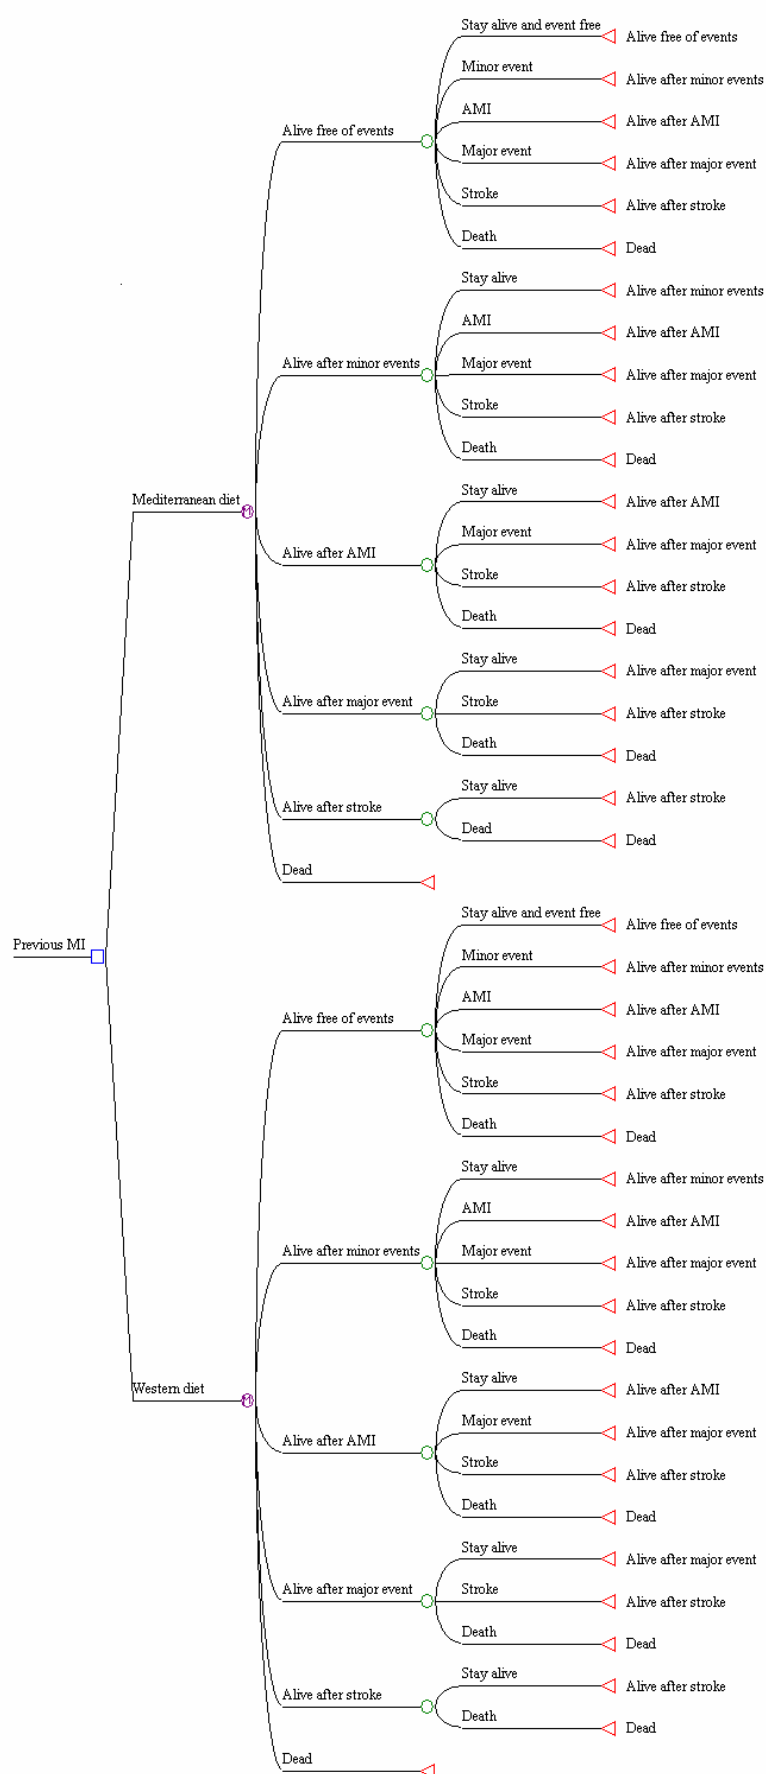 Stay alive and event free Alive free of events
Minor event Alive after minor events
AMI Alive after AMI
Alive free of events
Major event Alive after major event
Stroke Alive after stroke
Death Dead
Stay alive Alive after minor events
AMI Alive after AMI
Alive after minor events
Major event Alive after major event
Stroke Alive after stroke
Death Dead
Mediterranean diet
M
Stay alive Alive after AMI
Major event Alive after major event
Alive after AMI
Stroke Alive after stroke
Death Dead
Stay alive Alive after major event
Alive after major event
Stroke Alive after stroke
Death Dead
Stay alive Alive after stroke
Alive after stroke
Dead Dead
Dead
Previous MI
Stay alive and event free Alive free of events
Minor event Alive after minor events
AMI Alive after AMI
Alive free of events
Major event Alive after major event
Stroke Alive after stroke
Death Dead
Stay alive Alive after minor events
AMI Alive after AMI
Alive after minor events
Major event Alive after major event
Stroke Alive after stroke
Death Dead
Western diet
M
Stay alive Alive after AMI
Major event Alive after major event
Alive after AMI
Stroke Alive after stroke
Death Dead
Stay alive Alive after major event
Alive after major event
Stroke Alive after stroke
Death Dead
Stay alive Alive after stroke
Alive after stroke
Death Dead
Dead